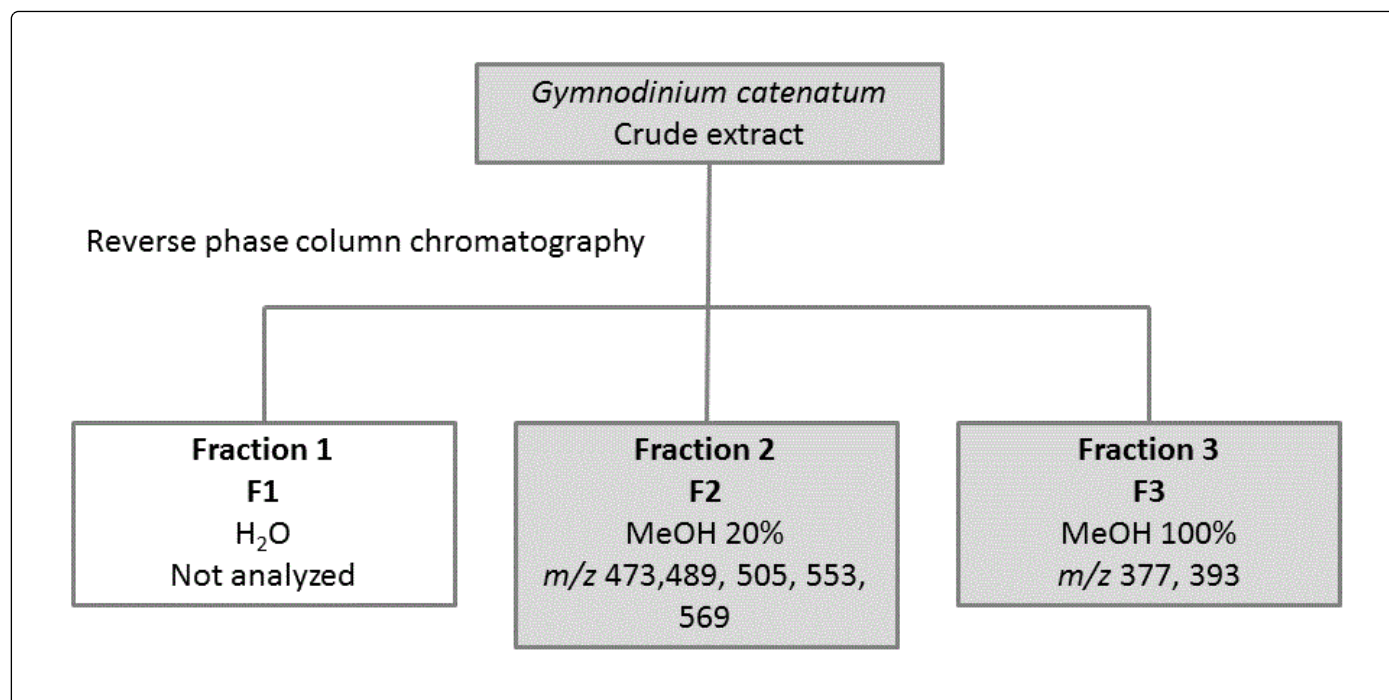 Gymnodinium catenatum
Crude extract
Reverse phase column chromatography
Fraction 1
F1
H₂O
Not analyzed
Fraction 2
F2
MeOH 20%
m/z 473,489, 505, 553,
569
Fraction 3
F3
MeOH 100%
m/z 377, 393